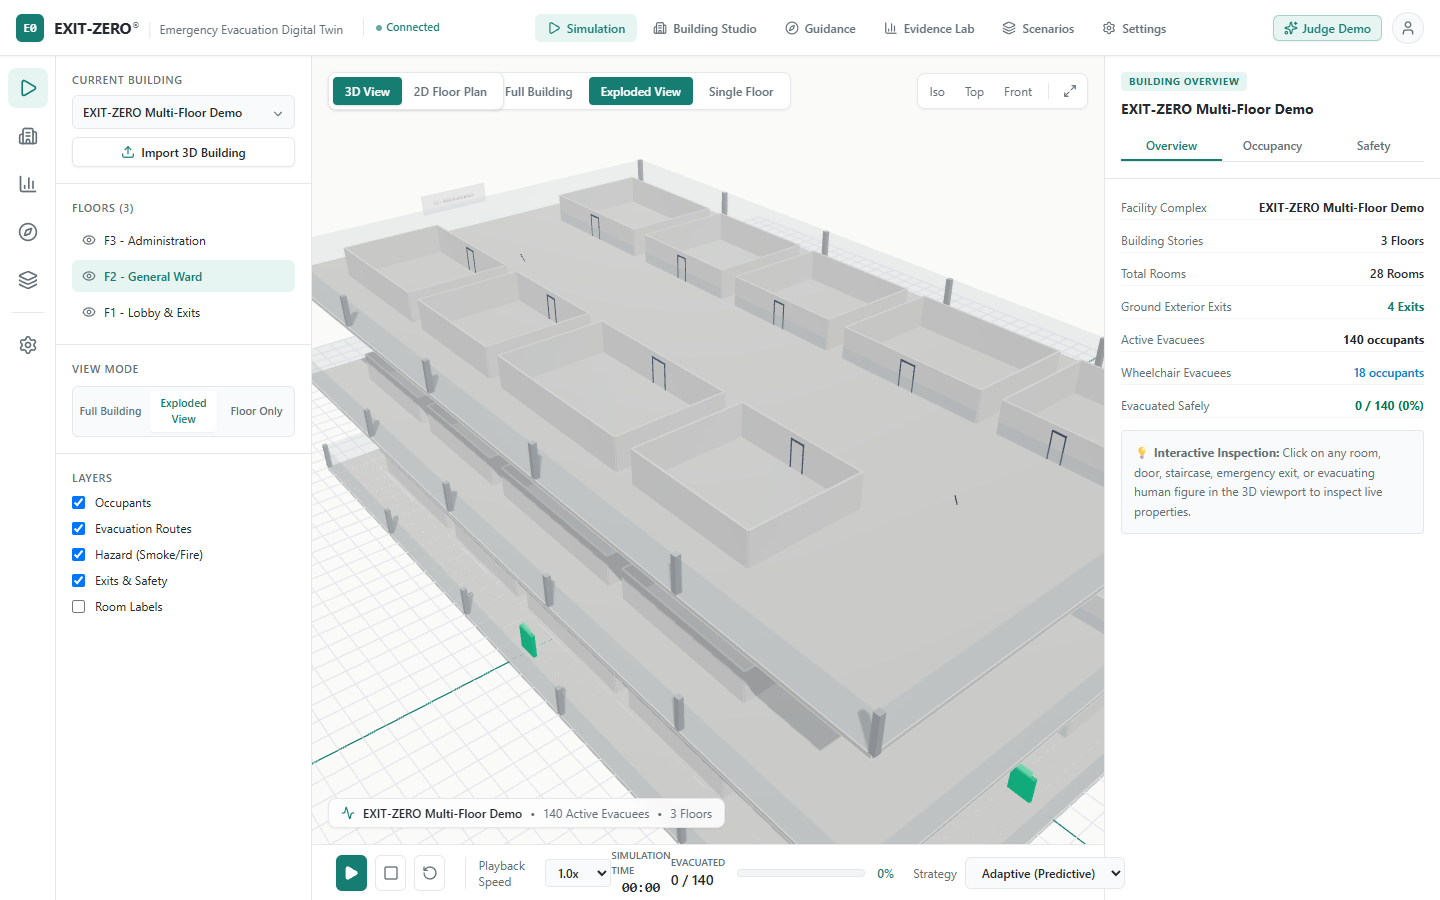 E0 EXIT-ZERO® Emergency Evacuation Digital Twin Connected
Simulation Building Studio Guidance Evidence Lab Scenarios Settings
Judge Demo
CURRENT BUILDING
EXIT-ZERO Multi-Floor Demo
Import 3D Building
FLOORS (3)
F3 - Administration
F2 - General Ward
F1 - Lobby & Exits
VIEW MODE
Full Building
Exploded
View
Floor Only
LAYERS
Occupants
Evacuation Routes
Hazard (Smoke/Fire)
Exits & Safety
Room Labels
3D View 2D Floor Plan Full Building Exploded View Single Floor
Iso Top Front
EXIT-ZERO Multi-Floor Demo • 140 Active Evacuees • 3 Floors
Playback
Speed
1.0x
SIMULATION
TIME
00:00
EVACUATED
0 / 140
0%
Strategy
Adaptive (Predictive)
BUILDING OVERVIEW
EXIT-ZERO Multi-Floor Demo
Overview Occupancy Safety
Facility Complex EXIT-ZERO Multi-Floor Demo
Building Stories 3 Floors
Total Rooms 28 Rooms
Ground Exterior Exits 4 Exits
Active Evacuees 140 occupants
Wheelchair Evacuees 18 occupants
Evacuated Safely 0 / 140 (0%)
💡 Interactive Inspection: Click on any room,
door, staircase, emergency exit, or evacuating
human figure in the 3D viewport to inspect live
properties.